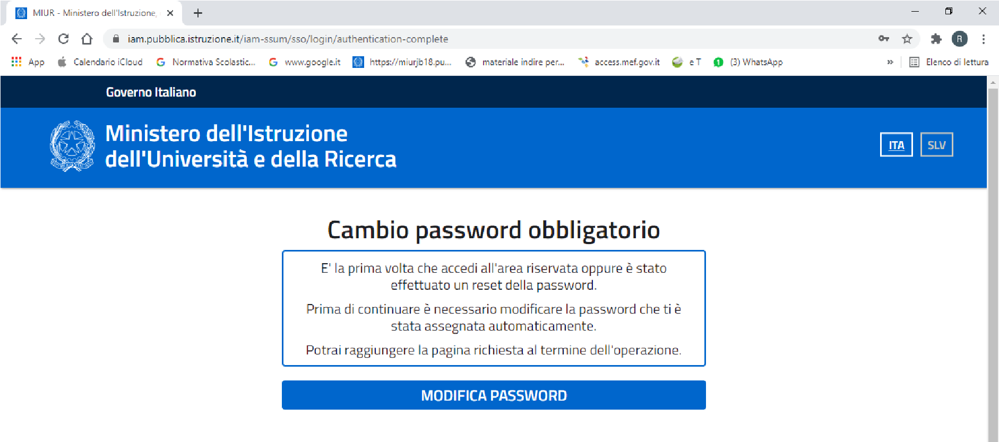 MIUR - Ministero dell'Istruzione,
iam.pubblica.istruzione.it/iam-ssum/sso/login/authentication-complete
R
App Calendario iCloud Normativa Scolastic... www.google.it https://miurjb18.pu... materiale indire per... access.mef.gov.it e T (3) WhatsApp » Elenco di lettura
Governo Italiano
Ministero dell'Istruzione
dell'Università e della Ricerca
ITA SLV
Cambio password obbligatorio
E' la prima volta che accedi all'area riservata oppure è stato
effettuato un reset della password.
Prima di continuare è necessario modificare la password che ti è
stata assegnata automaticamente.
Potrai raggiungere la pagina richiesta al termine dell'operazione.
MODIFICA PASSWORD